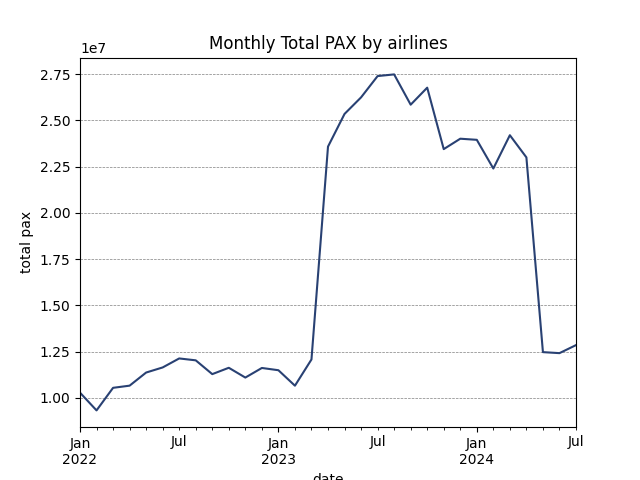 Monthly Total PAX by airlines
1e7
2.75
2.50
2.25
2.00
1.75
1.50
1.25
1.00
total pax
Jan
2022
Jul
Jan
2023
Jul
Jan
2024
Jul
date